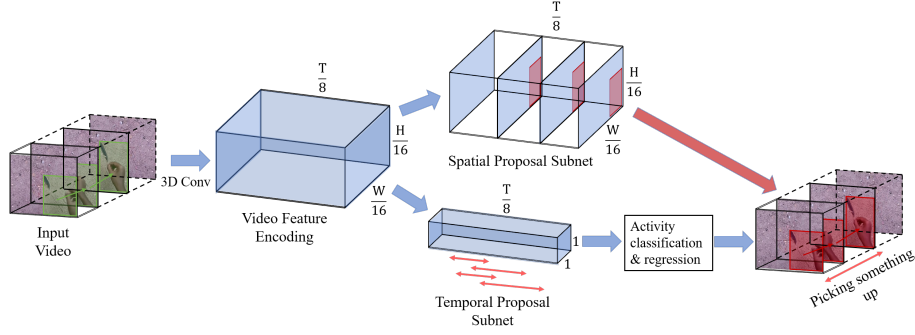 T
8
T
8
H
16
H
16
W
16
Spatial Proposal Subnet
3D Conv
W
16
Input
Video
Video Feature
Encoding
T
8
1
1
Activity
classification
& regression
Temporal Proposal
Subnet
Picking something
up